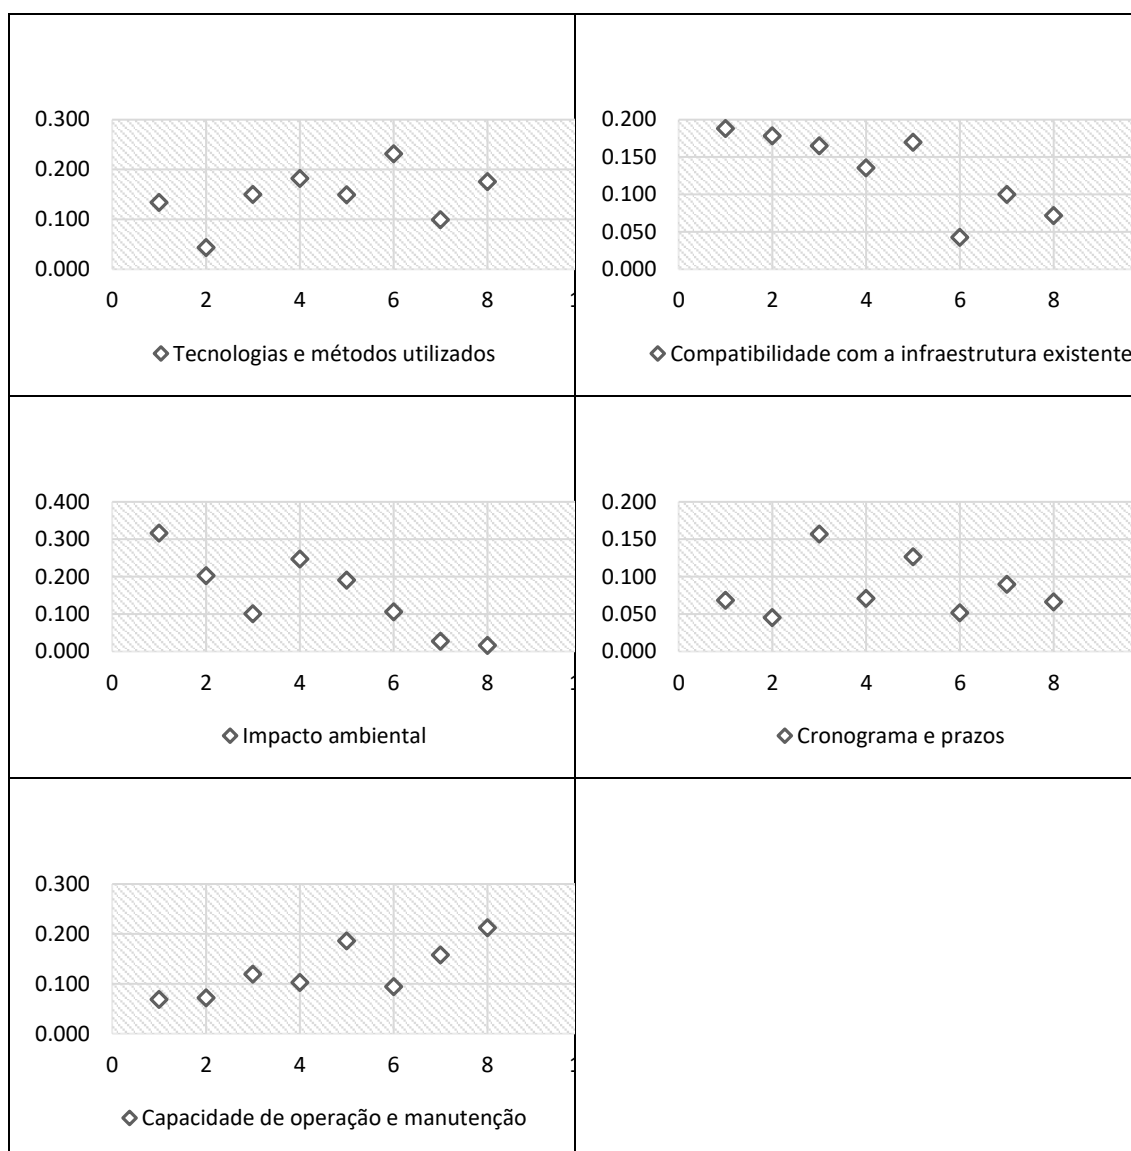 0.300
0.200
0.100
0.000
0 2 4 6 8
Tecnologias e métodos utilizados
0.200
0.150
0.100
0.050
0.000
0 2 4 6 8
Compatibilidade com a infraestrutura existente
0.400
0.300
0.200
0.100
0.000
0 2 4 6 8
Impacto ambiental
0.200
0.150
0.100
0.050
0.000
0 2 4 6 8
Cronograma e prazos
0.300
0.200
0.100
0.000
0 2 4 6 8
Capacidade de operação e manutenção